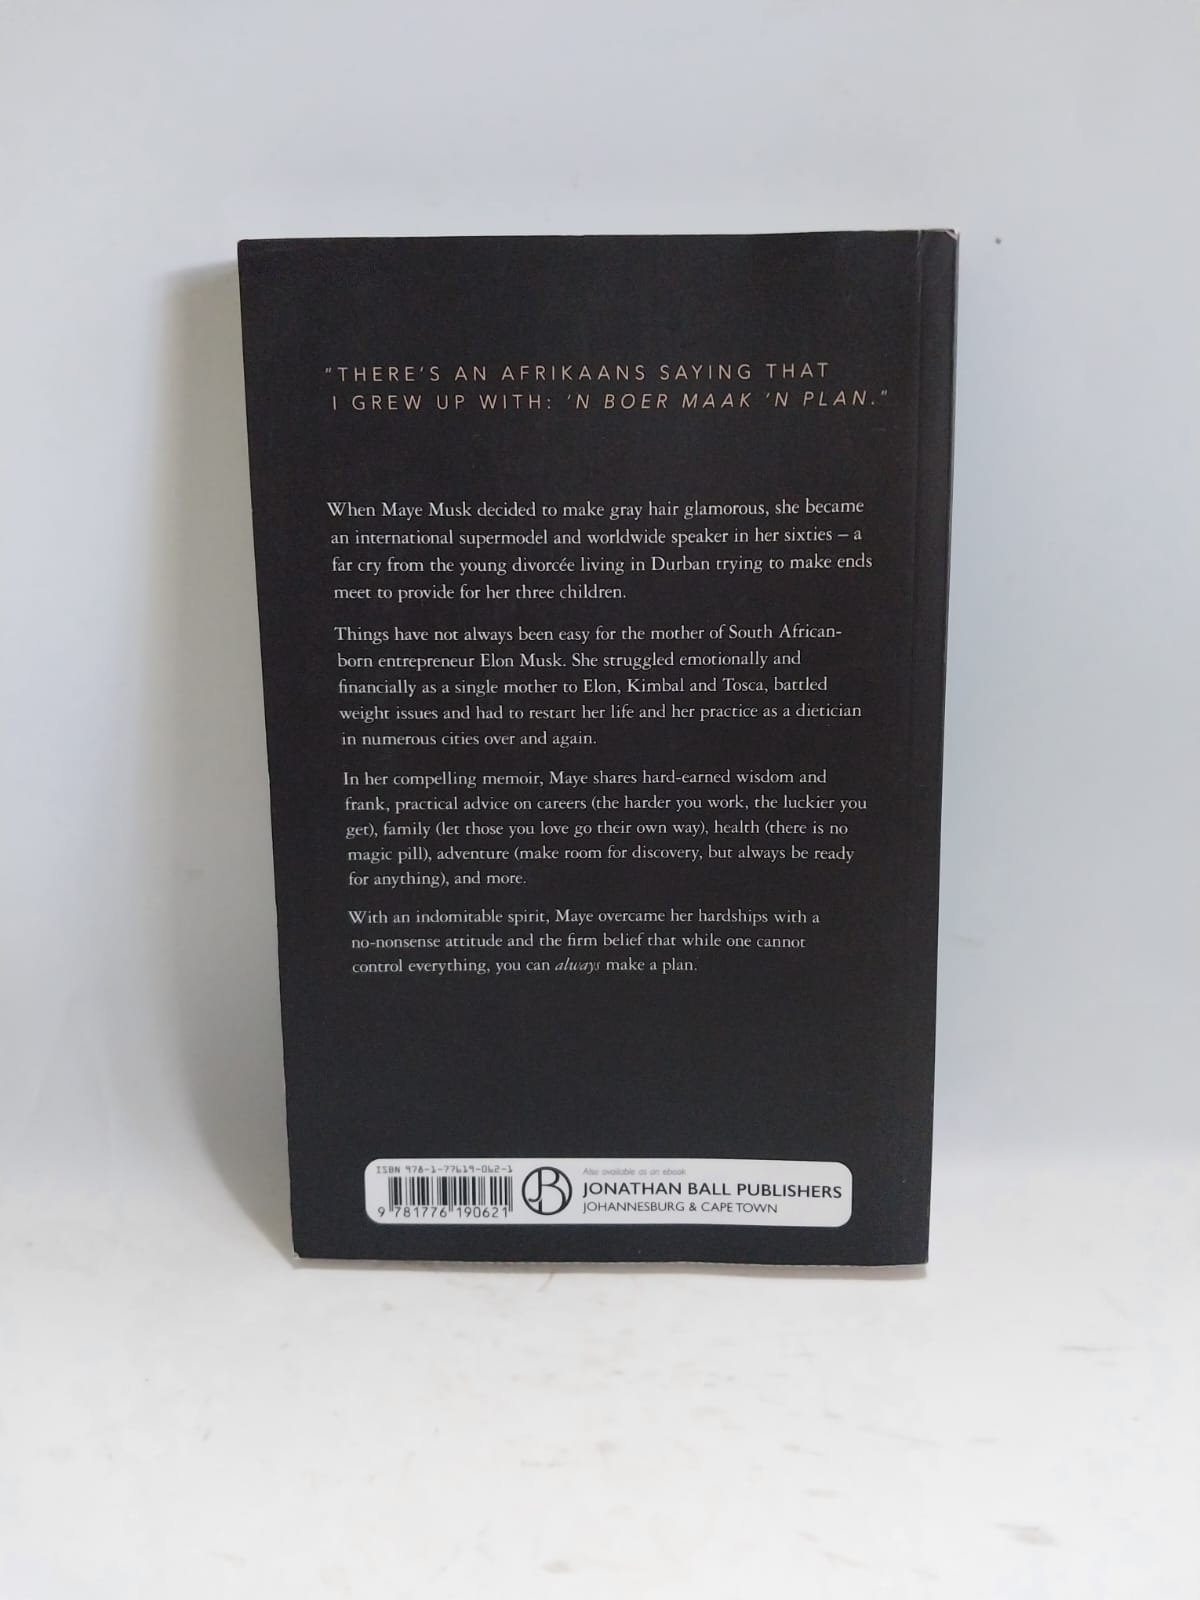 "THERE'S AN AFRIKAANS SAYING THAT
I GREW UP WITH: 'N BOER MAAK 'N PLAN."
When Maye Musk decided to make gray hair glamorous, she became
an international supermodel and worldwide speaker in her sixties – a
far cry from the young divorcée living in Durban trying to make ends
meet to provide for her three children.
Things have not always been easy for the mother of South African-
born entrepreneur Elon Musk. She struggled emotionally and
financially as a single mother to Elon, Kimbal and Tosca, battled
weight issues and had to restart her life and her practice as a dietician
in numerous cities over and again.
In her compelling memoir, Maye shares hard-earned wisdom and
frank, practical advice on careers (the harder you work, the luckier you
get), family (let those you love go their own way), health (there is no
magic pill), adventure (make room for discovery, but always be ready
for anything), and more.
With an indomitable spirit, Maye overcame her hardships with a
no-nonsense attitude and the firm belief that while one cannot
control everything, you can always make a plan.
ISBN 978-1-77619-062-1
9 781776 190621
JB
Also available as an ebook
JONATHAN BALL PUBLISHERS
JOHANNESBURG & CAPE TOWN